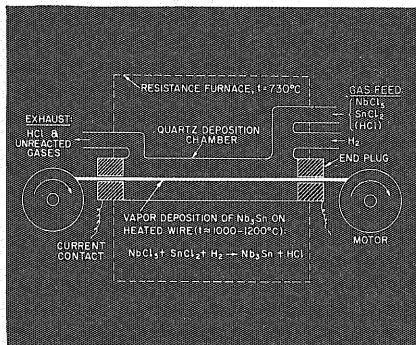 RESISTANCE FURNACE, t=730°C
GAS FEED:
NbCl₅
SnCl₂
(HCl)
EXHAUST:
HCl &
UNREACTED
GASES
QUARTZ DEPOSITION
CHAMBER
H₂
END PLUG
VAPOR DEPOSITION OF Nb₃Sn ON
HEATED WIRE (t≈1000-1200°C):
NbCl₅ + SnCl₂ + H₂ → Nb₃Sn + HCl
CURRENT
CONTACT
MOTOR